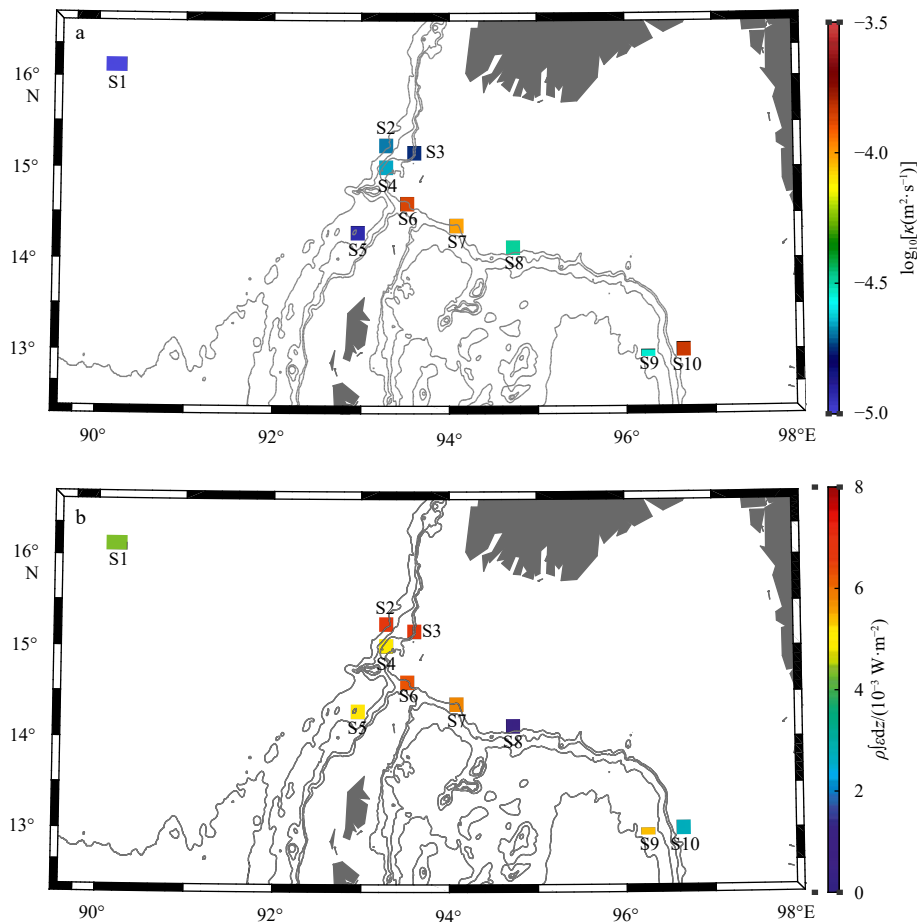 a
−3.5
16°
N
S1
S2
S3
15°
−4.0
S4
S6
S7
S5
S8
14°
−4.5
13°
S9
S10
−5.0
90°
92°
94°
96°
98°E
log₁₀[κ(m²·s⁻¹)]
b
8
16°
N
S1
6
S2
S3
15°
S4
S6
S7
S5
S8
14°
4
2
13°
S9
S10
0
90°
92°
94°
96°
98°E
ρ∫εdz/(10⁻³ W·m⁻²)